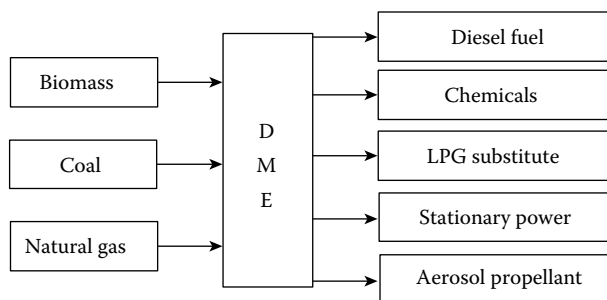 Biomass
Coal
Natural gas
D
M
E
Diesel fuel
Chemicals
LPG substitute
Stationary power
Aerosol propellant